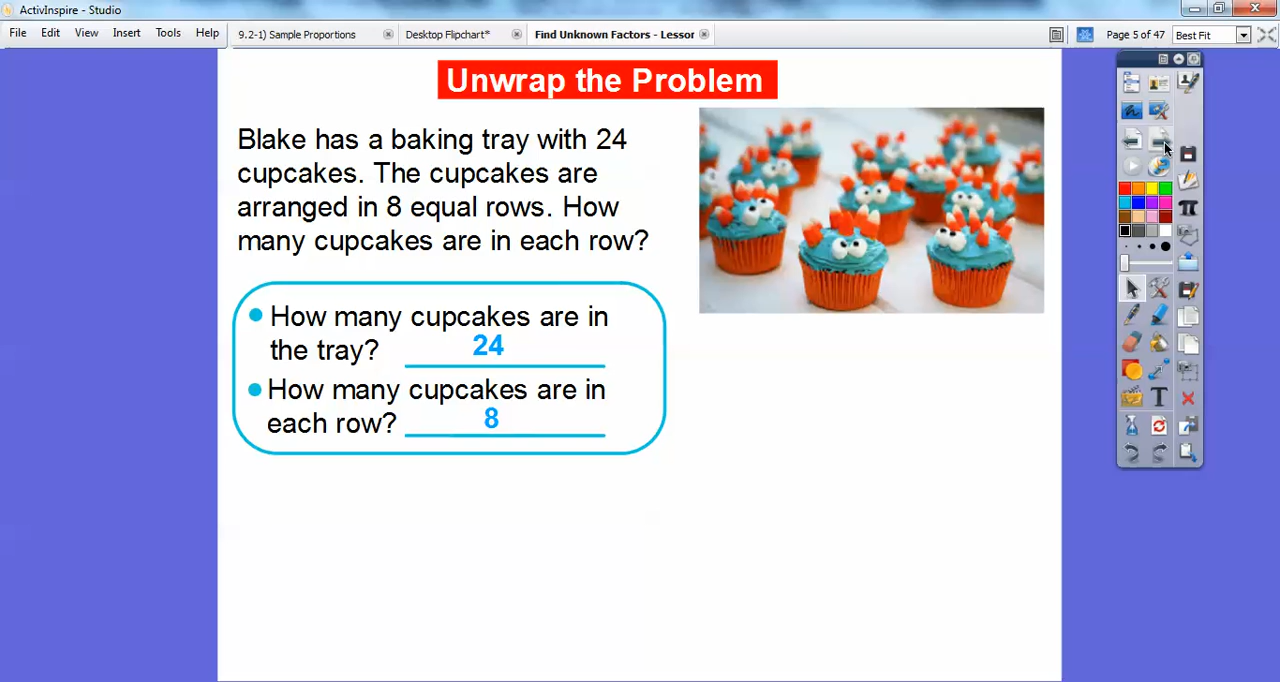 ActivInspire - Studio
File Edit View Insert Tools Help
9.2-1) Sample Proportions
Desktop Flipchart*
Find Unknown Factors - Lessor
Page 5 of 47
Best Fit
Unwrap the Problem
Blake has a baking tray with 24
cupcakes. The cupcakes are
arranged in 8 equal rows. How
many cupcakes are in each row?
How many cupcakes are in
the tray? 24
How many cupcakes are in
each row? 8